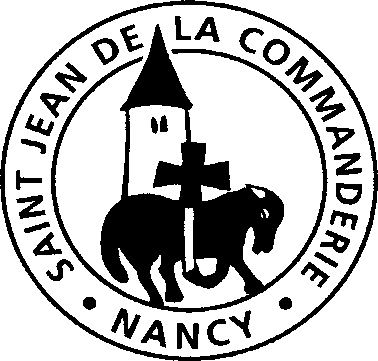 SAINT JEAN DE LA COMMANDERIE
• NANCY •